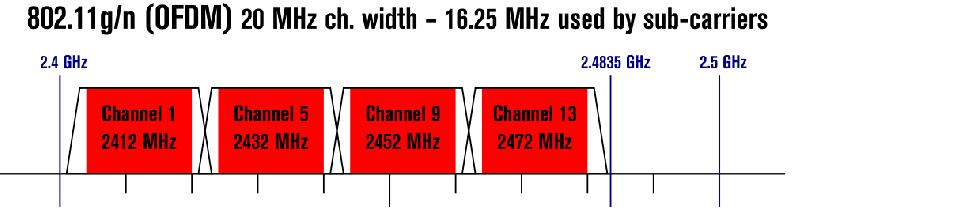 802.11g/n (OFDM) 20 MHz ch. width – 16.25 MHz used by sub-carriers
2.4 GHz
2.4835 GHz
2.5 GHz
Channel 1
2412 MHz
Channel 5
2432 MHz
Channel 9
2452 MHz
Channel 13
2472 MHz